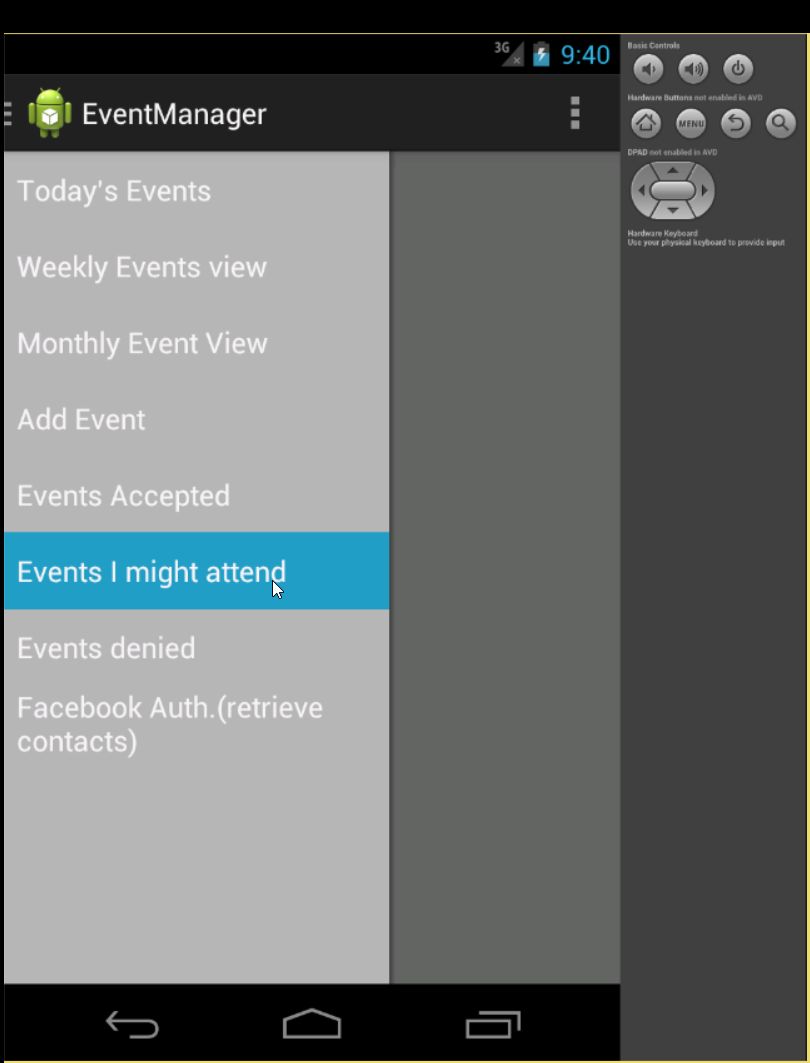 3G 9:40
EventManager
Today's Events
Weekly Events view
Monthly Event View
Add Event
Events Accepted
Events I might attend
Events denied
Facebook Auth.(retrieve
contacts)
Basic Controls
Hardware Buttons not enabled in AVD
MENU
DPAD not enabled in AVD
Hardware Keyboard
Use your physical keyboard to provide input